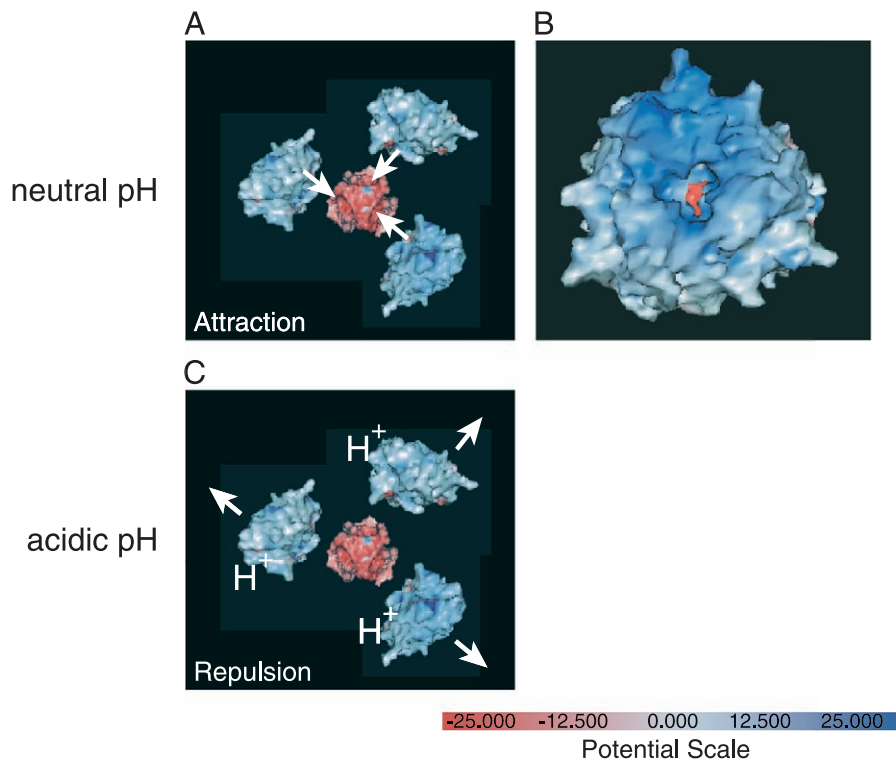 A
B
neutral pH
Attraction
C
H+
H+
acidic pH
H+
Repulsion
-25.000 -12.500 0.000 12.500 25.000
Potential Scale